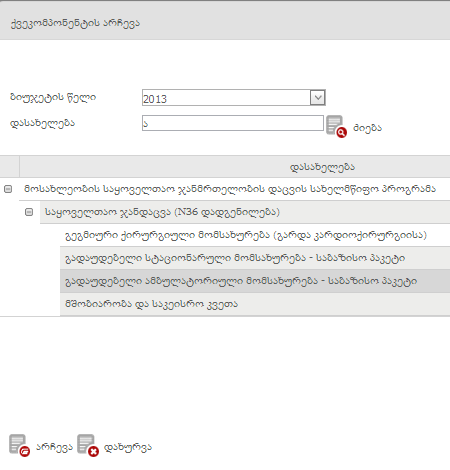 ქვეკომპონენტის არჩევა
ბიუჯეტის წელი 2013
დასახელება ა ძიება
დასახელება
მოსახლეობის საყოველთაო ჯანმრთელობის დაცვის სახელმწიფო პროგრამა
საყოველთაო ჯანდაცვა (N36 დადგენილება)
გეგმიური ქირურგიული მომსახურება (გარდა კარდიოქირურგიისა)
გადაუდებელი სტაციონარული მომსახურება - საბაზისო პაკეტი
გადაუდებელი ამბულატორიული მომსახურება - საბაზისო პაკეტი
მშობიარობა და საკეისრო კვეთა
არჩევა დახურვა